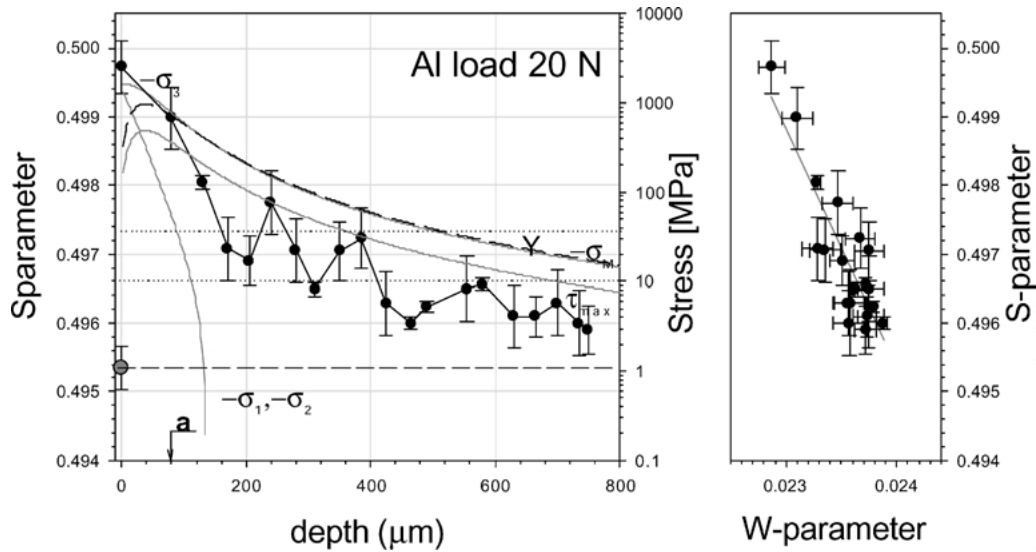 Al load 20 N
Sparameter
0.500
0.499
0.498
0.497
0.496
0.495
0.494
−σ3
Y
−σM
τmax
−σ1,−σ2
a
0 200 400 600 800
depth (μm)
10000
1000
100
10
1
0.1
Stress [MPa]
0.023 0.024
W-parameter
0.500
0.499
0.498
0.497
0.496
0.495
0.494
S-parameter